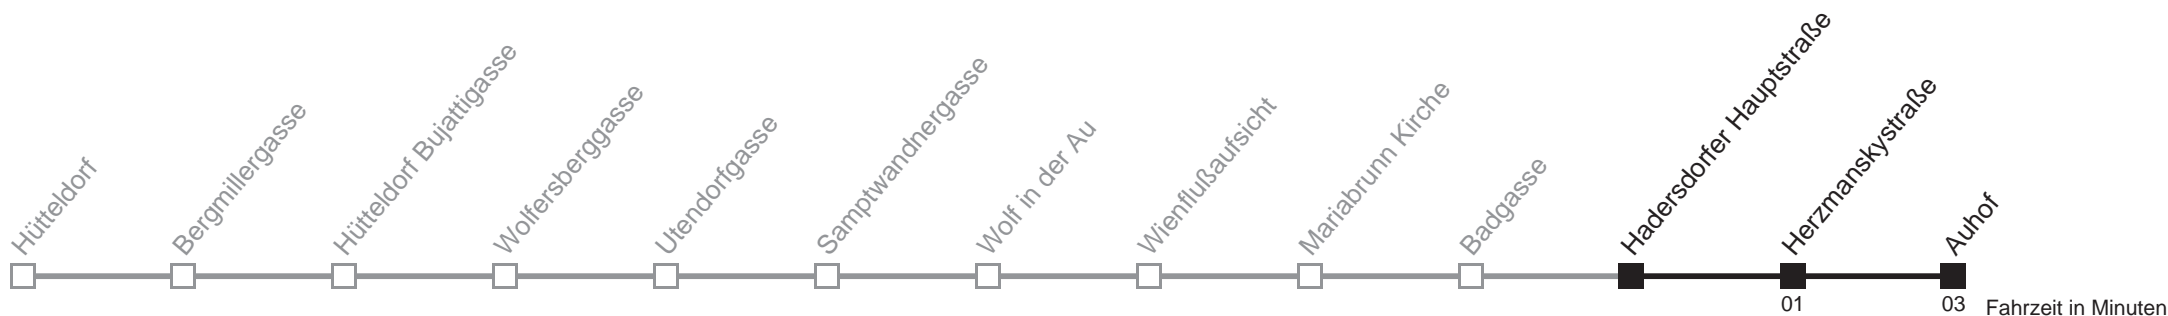 Hütteldorf
Bergmillergasse
Hütteldorf Bujattigasse
Wolfersberggasse
Utendorfgasse
Samptwandnergasse
Wolf in der Au
Wienflußaufsicht
Mariabrunn Kirche
Badgasse
Hadersdorfer Hauptstraße
Herzmanskystraße
Auhof
01
03
Fahrzeit in Minuten